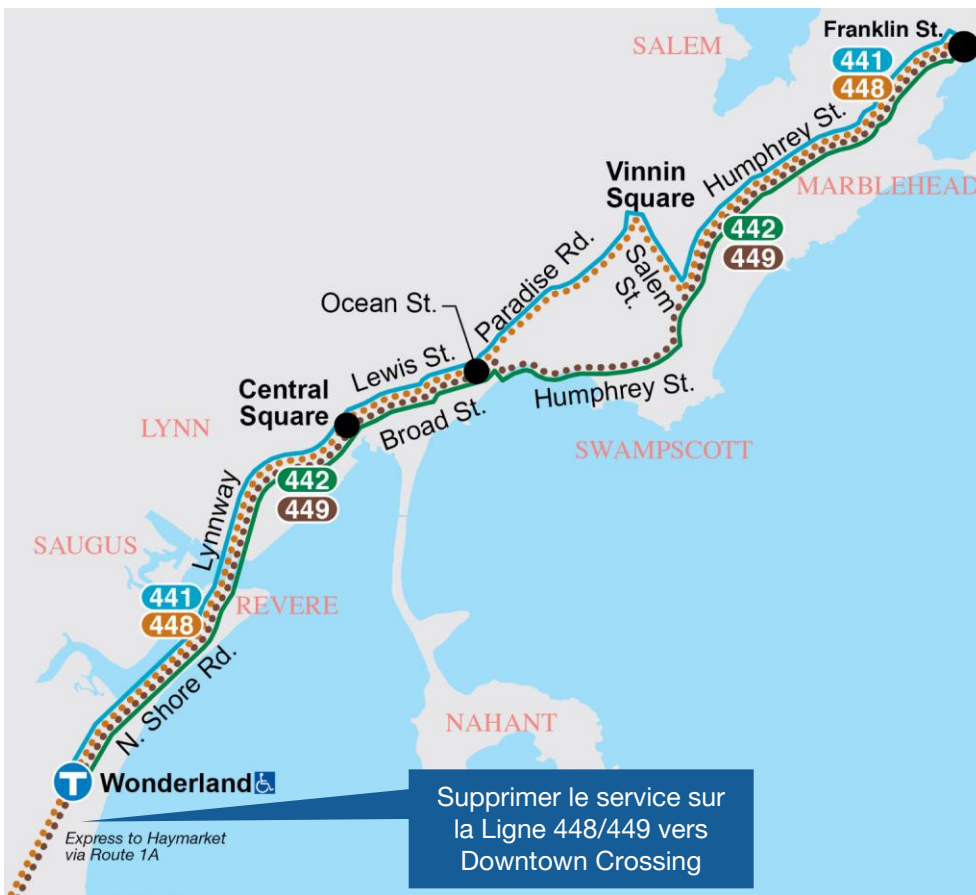 Franklin St.
SALEM
441
448
Humphrey St.
MARBLEHEAD
Vinnin
Square
442
449
Salem
St.
Paradise Rd.
Ocean St.
Lewis St.
Central
Square
Broad St.
Humphrey St.
LYNN
SWAMPSCOTT
442
449
Lynnway
SAUGUS
441
448
REVERE
N. Shore Rd.
NAHANT
T Wonderland
Express to Haymarket
via Route 1A
Supprimer le service sur
la Ligne 448/449 vers
Downtown Crossing